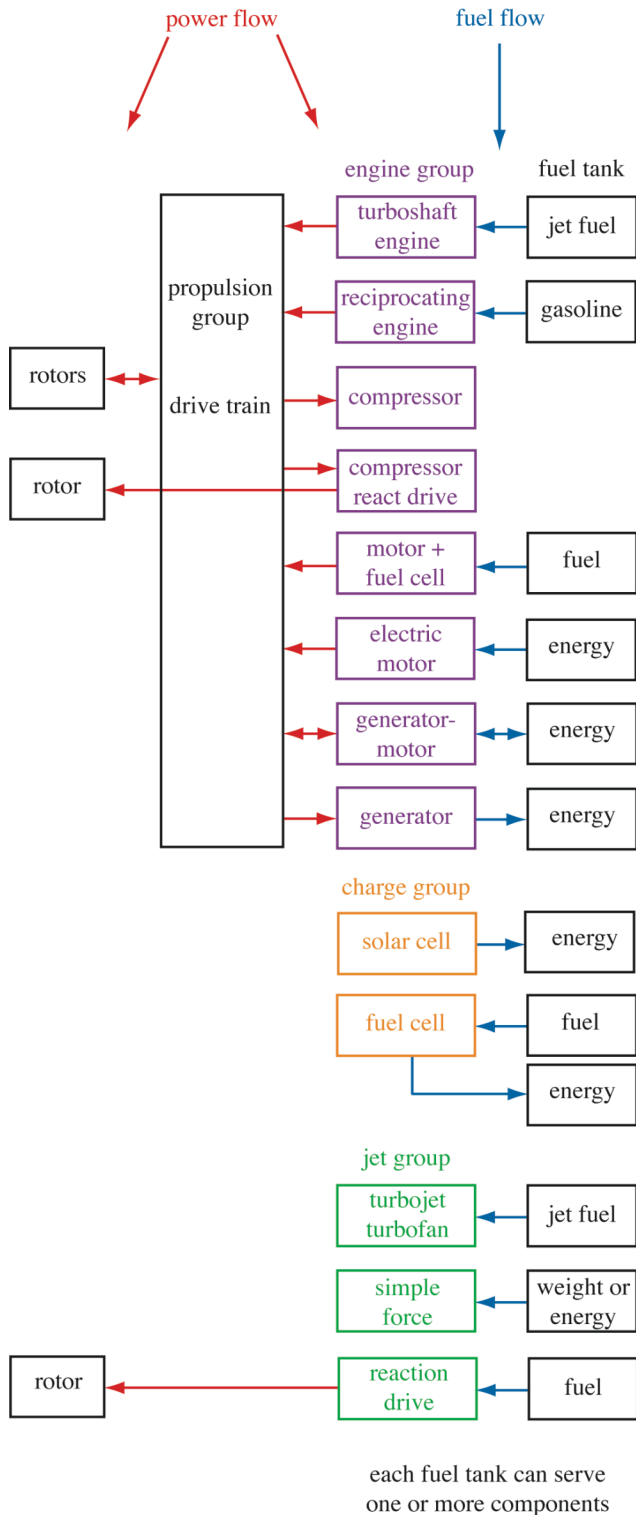 power flow
fuel flow
engine group
fuel tank
turboshaft
engine
jet fuel
propulsion
group
reciprocating
engine
gasoline
rotors
drive train
compressor
rotor
compressor
react drive
motor +
fuel cell
fuel
electric
motor
energy
generator-
motor
energy
generator
energy
charge group
solar cell
energy
fuel cell
fuel
energy
jet group
turbojet
turbofan
jet fuel
simple
force
weight or
energy
rotor
reaction
drive
fuel
each fuel tank can serve
one or more components